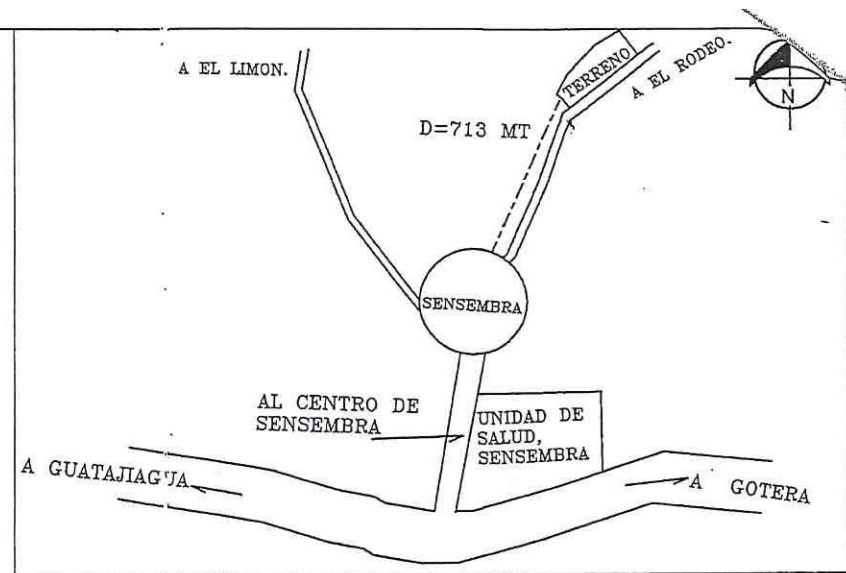 A EL LIMON.
TERRENO
A EL RODEO.
N
D=713 MT
SENSEMBRA
AL CENTRO DE
SENSEMBRA
UNIDAD DE
SALUD,
SENSEMBRA
A GUATAJIAGUA
A GOTERA